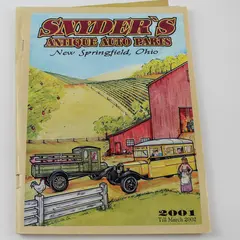 SNYDER'S
ANTIQUE AUTO PARTS
New Springfield, Ohio
2001
Till March 2002